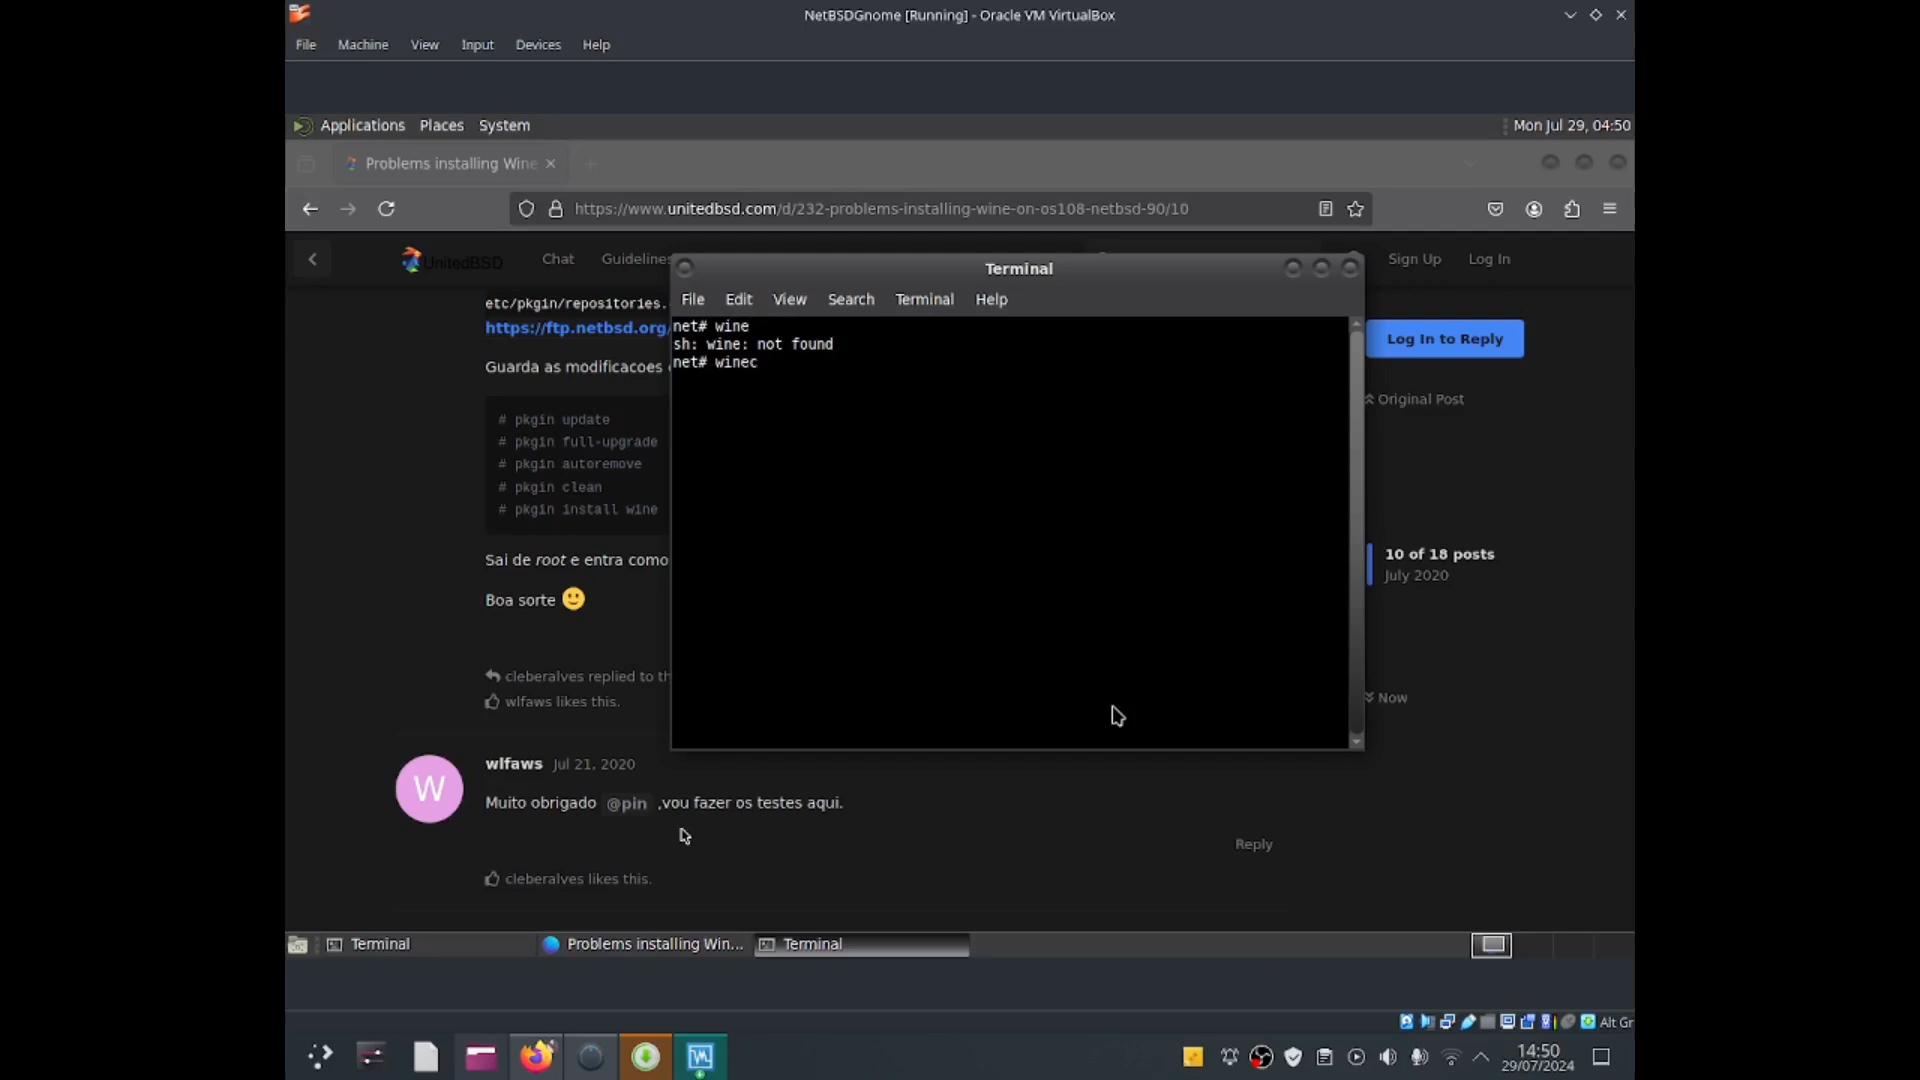 NetBSDGnome [Running] - Oracle VM VirtualBox
File Machine View Input Devices Help
Applications Places System
Mon Jul 29, 04:50
Problems installing Wine
https://www.unitedbsd.com/d/232-problems-installing-wine-on-os108-netbsd-90/10
UnitedBSD
Chat
Guidelines
Sign Up
Log In
Terminal
File Edit View Search Terminal Help
net# wine
sh: wine: not found
net# winec
etc/pkgin/repositories.
https://ftp.netbsd.org/
Guarda as modificacoes
# pkgin update
# pkgin full-upgrade
# pkgin autoremove
# pkgin clean
# pkgin install wine
Sai de root e entra como
Boa sorte 🙂
cleberalves replied to th
wlfaws likes this.
Log In to Reply
Original Post
10 of 18 posts
July 2020
Now
W
wlfaws Jul 21, 2020
Muito obrigado @pin ,vou fazer os testes aqui.
Reply
cleberalves likes this.
Terminal
Problems installing Win...
Terminal
Alt Gr
14:50
29/07/2024